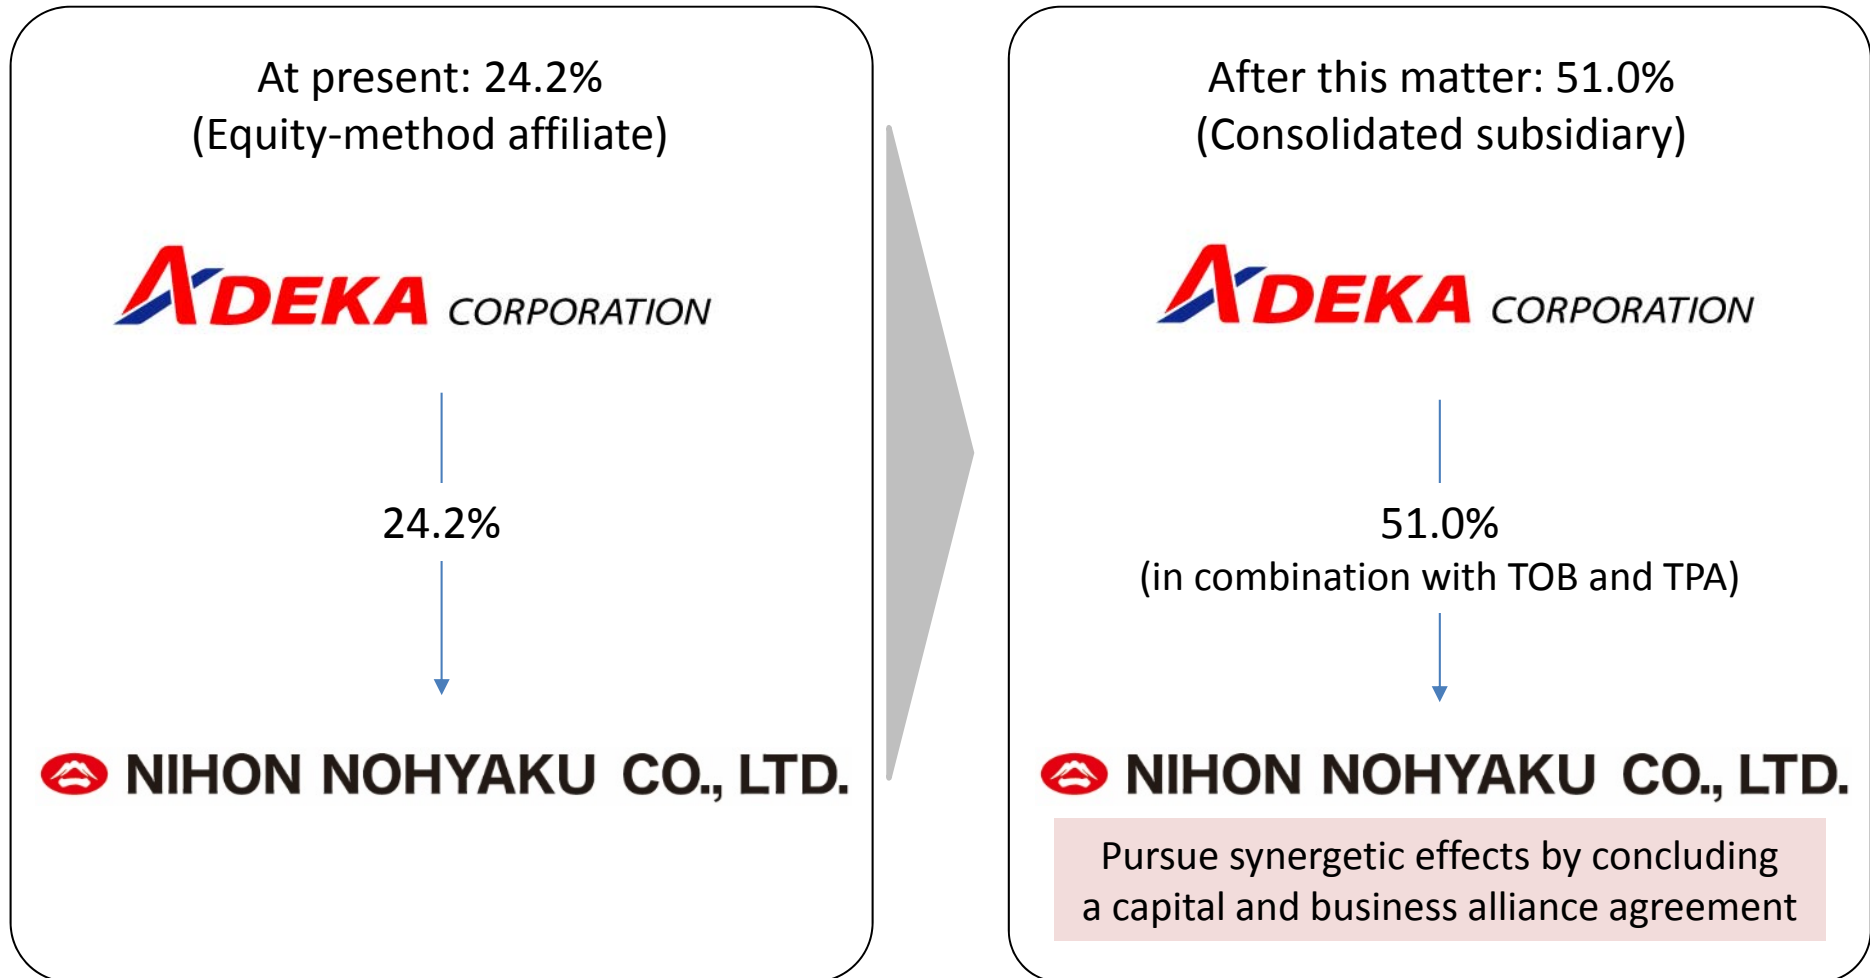 At present: 24.2%
(Equity-method affiliate)
ADEKA CORPORATION
24.2%
NIHON NOHYAKU CO., LTD.
After this matter: 51.0%
(Consolidated subsidiary)
ADEKA CORPORATION
51.0%
(in combination with TOB and TPA)
NIHON NOHYAKU CO., LTD.
Pursue synergetic effects by concluding
a capital and business alliance agreement